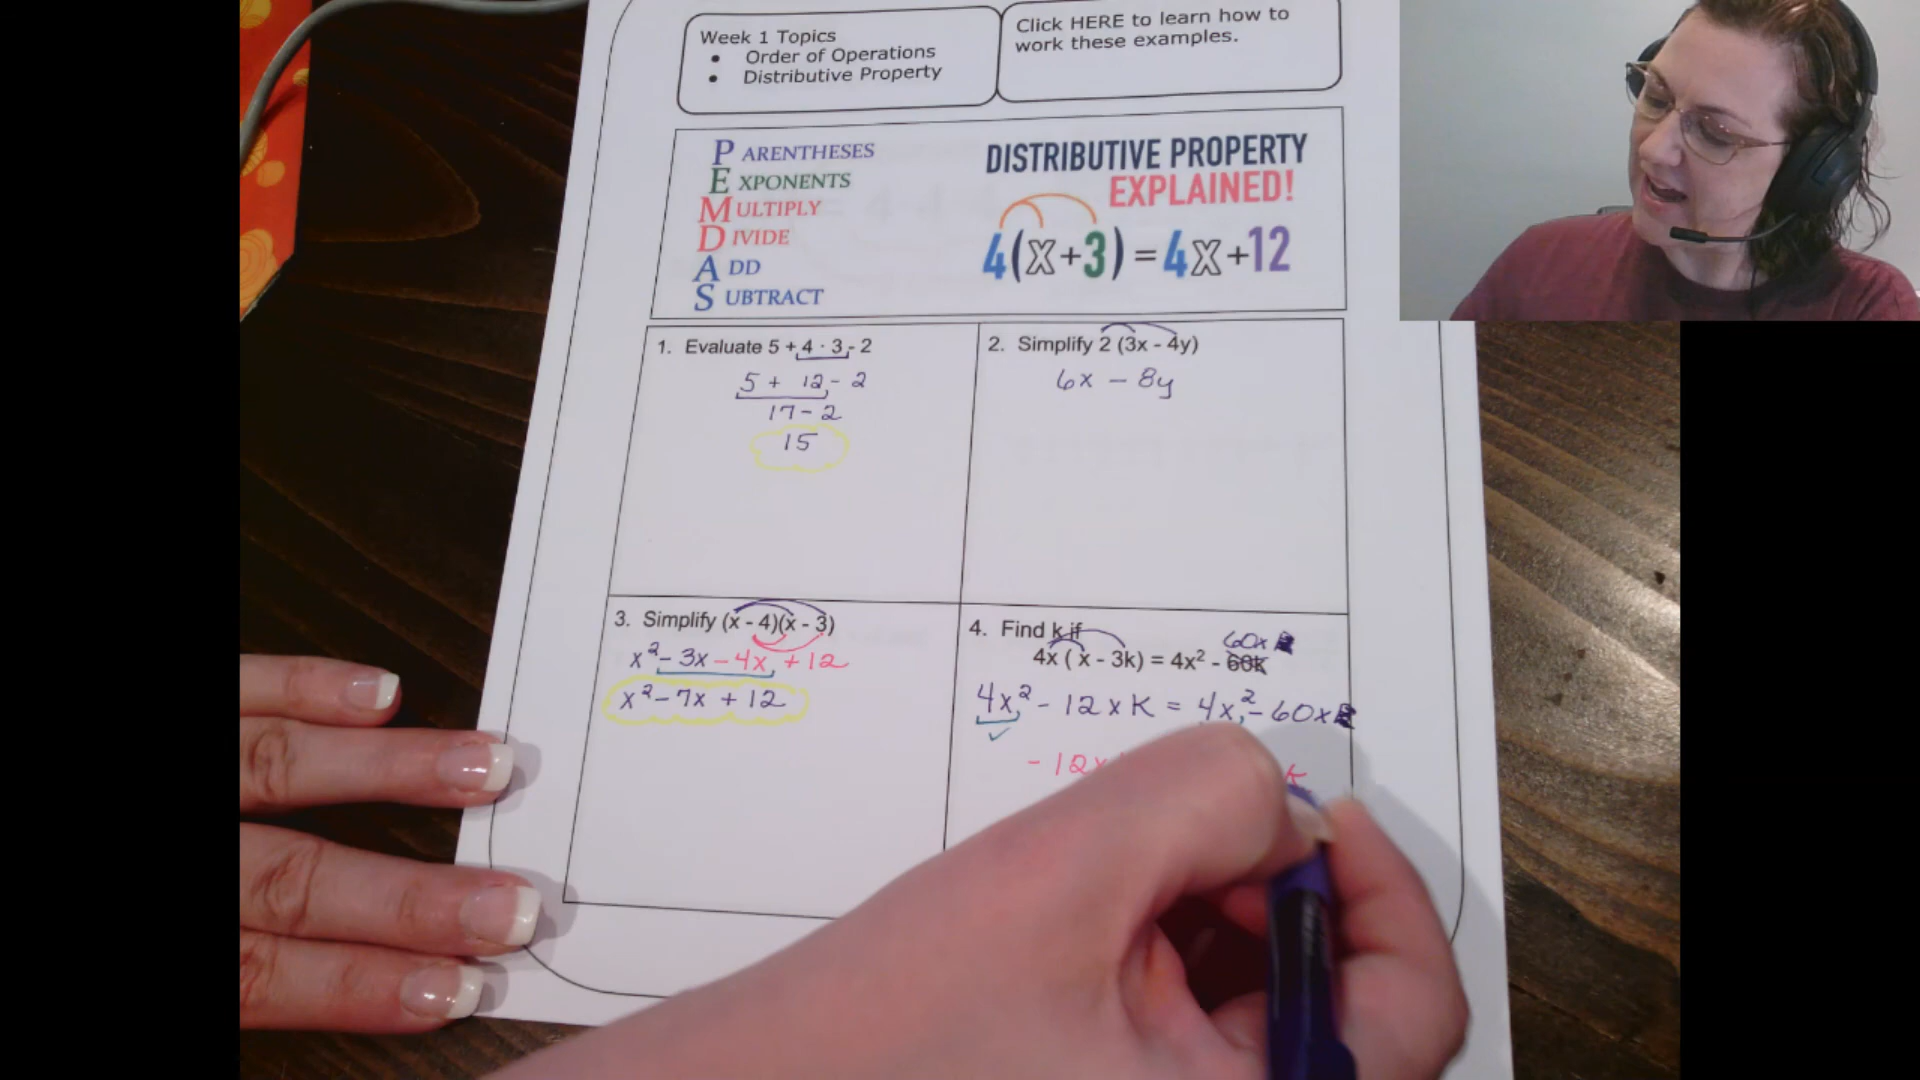 Week 1 Topics
• Order of Operations
• Distributive Property
Click HERE to learn how to
work these examples.
PARENTHESES
EXPONENTS
MULTIPLY
DIVIDE
ADD
SUBTRACT
DISTRIBUTIVE PROPERTY
EXPLAINED!
4(x+3)=4x+12
1. Evaluate 5 + 4 · 3 - 2
5 + 12 - 2
17 - 2
15
2. Simplify 2 (3x - 4y)
6x - 8y
3. Simplify (x - 4)(x - 3)
x² - 3x - 4x + 12
x² - 7x + 12
4. Find k if
60x
4x ( x - 3k) = 4x² - 60k
4x² - 12xK = 4x² - 60x
- 12x
k